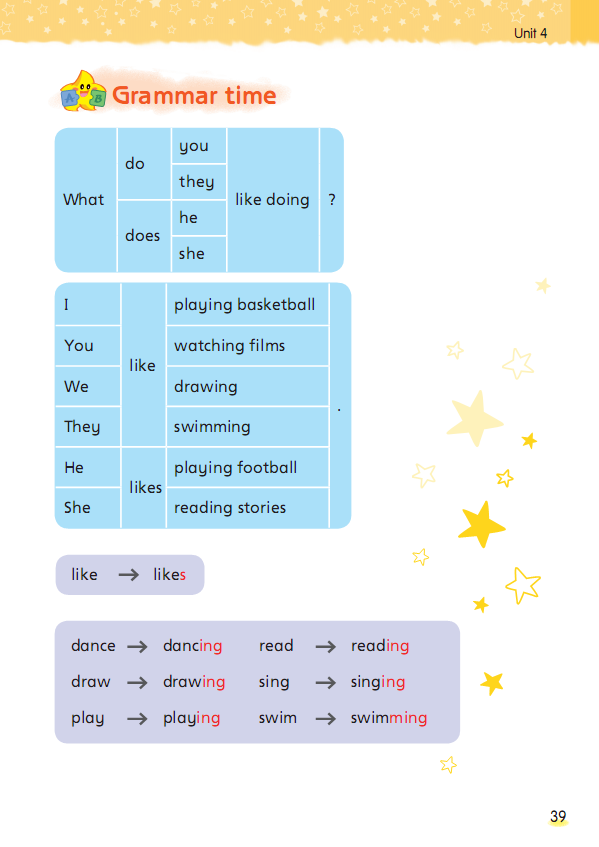 Unit 4
A B
Grammar time
What do you like doing ?
they
does he
she
I like playing basketball .
You watching films
We drawing
They swimming
He likes playing football
She reading stories
like → likes
dance → dancing read → reading
draw → drawing sing → singing
play → playing swim → swimming
39